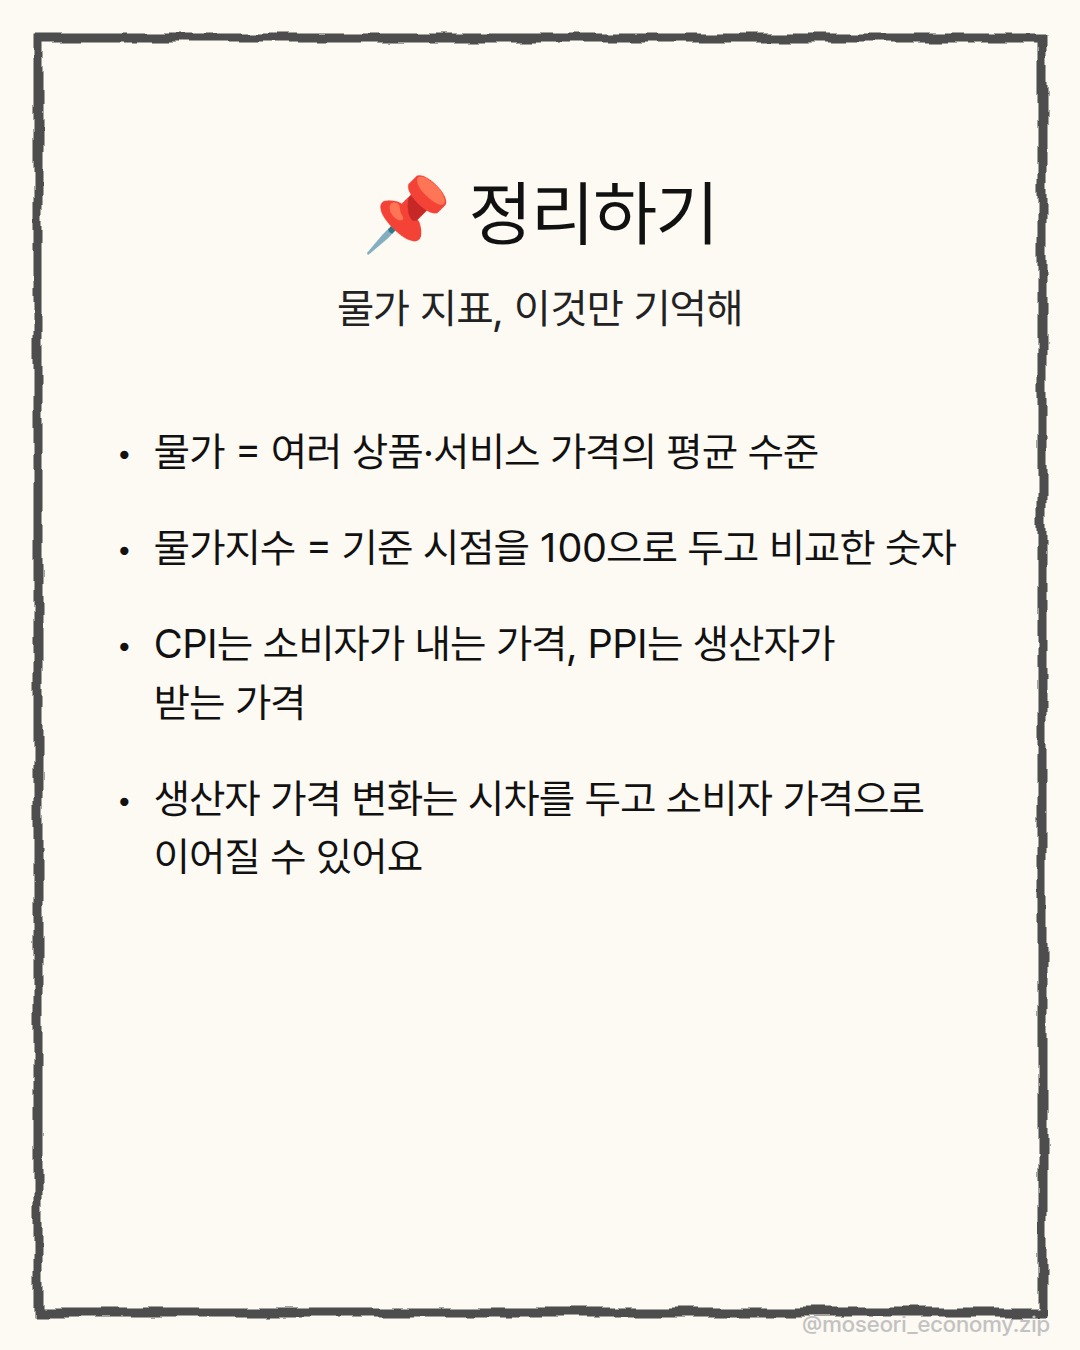 📌 정리하기
물가 지표, 이것만 기억해
• 물가 = 여러 상품·서비스 가격의 평균 수준
• 물가지수 = 기준 시점을 100으로 두고 비교한 숫자
• CPI는 소비자가 내는 가격, PPI는 생산자가
받는 가격
• 생산자 가격 변화는 시차를 두고 소비자 가격으로
이어질 수 있어요
@moseori_economy.zip